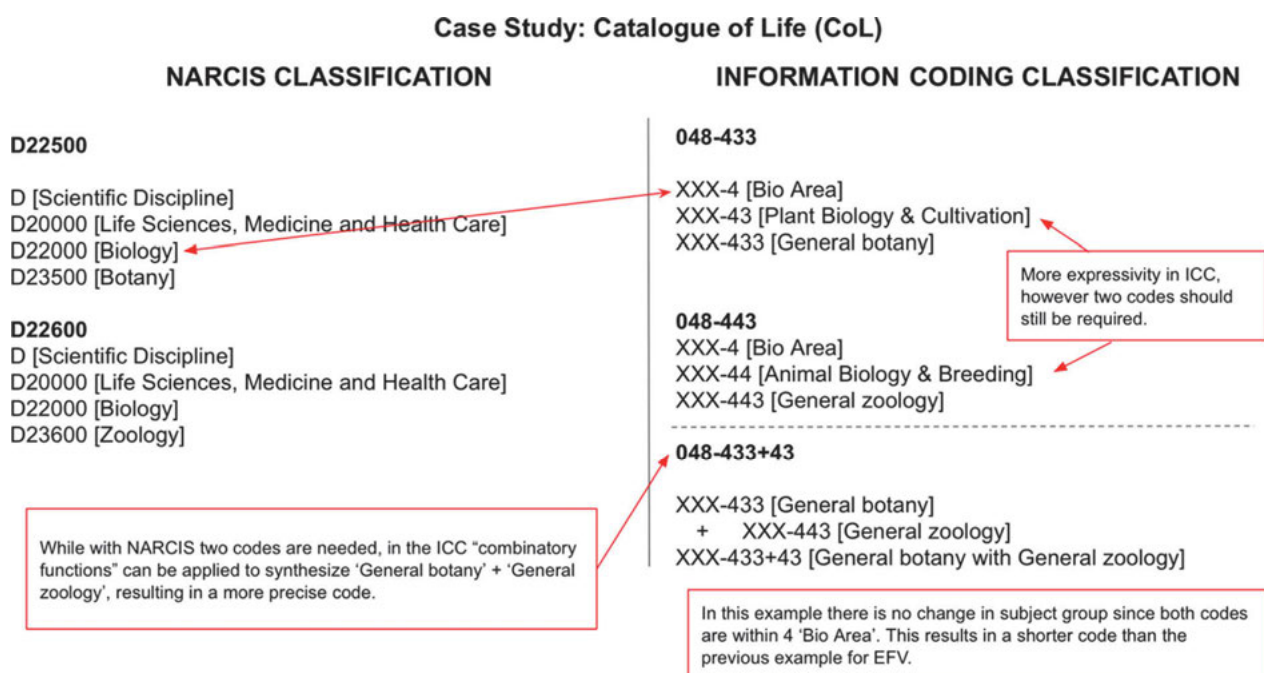 Case Study: Catalogue of Life (CoL)
NARCIS CLASSIFICATION
D22500
D [Scientific Discipline]
D20000 [Life Sciences, Medicine and Health Care]
D22000 [Biology]
D23500 [Botany]
D22600
D [Scientific Discipline]
D20000 [Life Sciences, Medicine and Health Care]
D22000 [Biology]
D23600 [Zoology]
While with NARCIS two codes are needed, in the ICC “combinatory
functions” can be applied to synthesize ‘General botany’ + ‘General
zoology’, resulting in a more precise code.
INFORMATION CODING CLASSIFICATION
048-433
XXX-4 [Bio Area]
XXX-43 [Plant Biology & Cultivation]
XXX-433 [General botany]
More expressivity in ICC,
however two codes should
still be required.
048-443
XXX-4 [Bio Area]
XXX-44 [Animal Biology & Breeding]
XXX-443 [General zoology]
048-433+43
XXX-433 [General botany]
+ XXX-443 [General zoology]
XXX-433+43 [General botany with General zoology]
In this example there is no change in subject group since both codes
are within 4 ‘Bio Area’. This results in a shorter code than the
previous example for EFV.